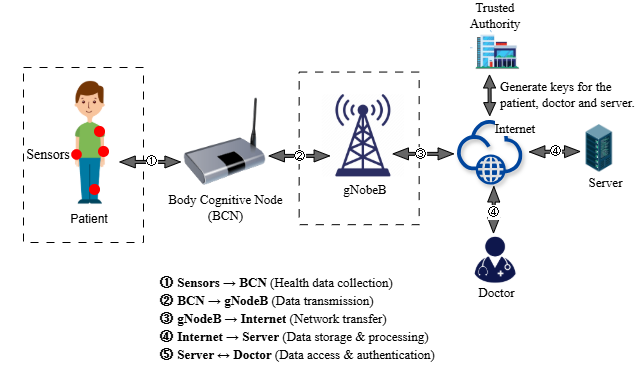 Trusted
Authority
Generate keys for the
patient, doctor and server.
Internet
Sensors
①
②
③
④
gNobeB
Body Cognitive Node
(BCN)
Server
Patient
④
Doctor
① Sensors → BCN (Health data collection)
② BCN → gNodeB (Data transmission)
③ gNodeB → Internet (Network transfer)
④ Internet → Server (Data storage & processing)
⑤ Server ↔ Doctor (Data access & authentication)